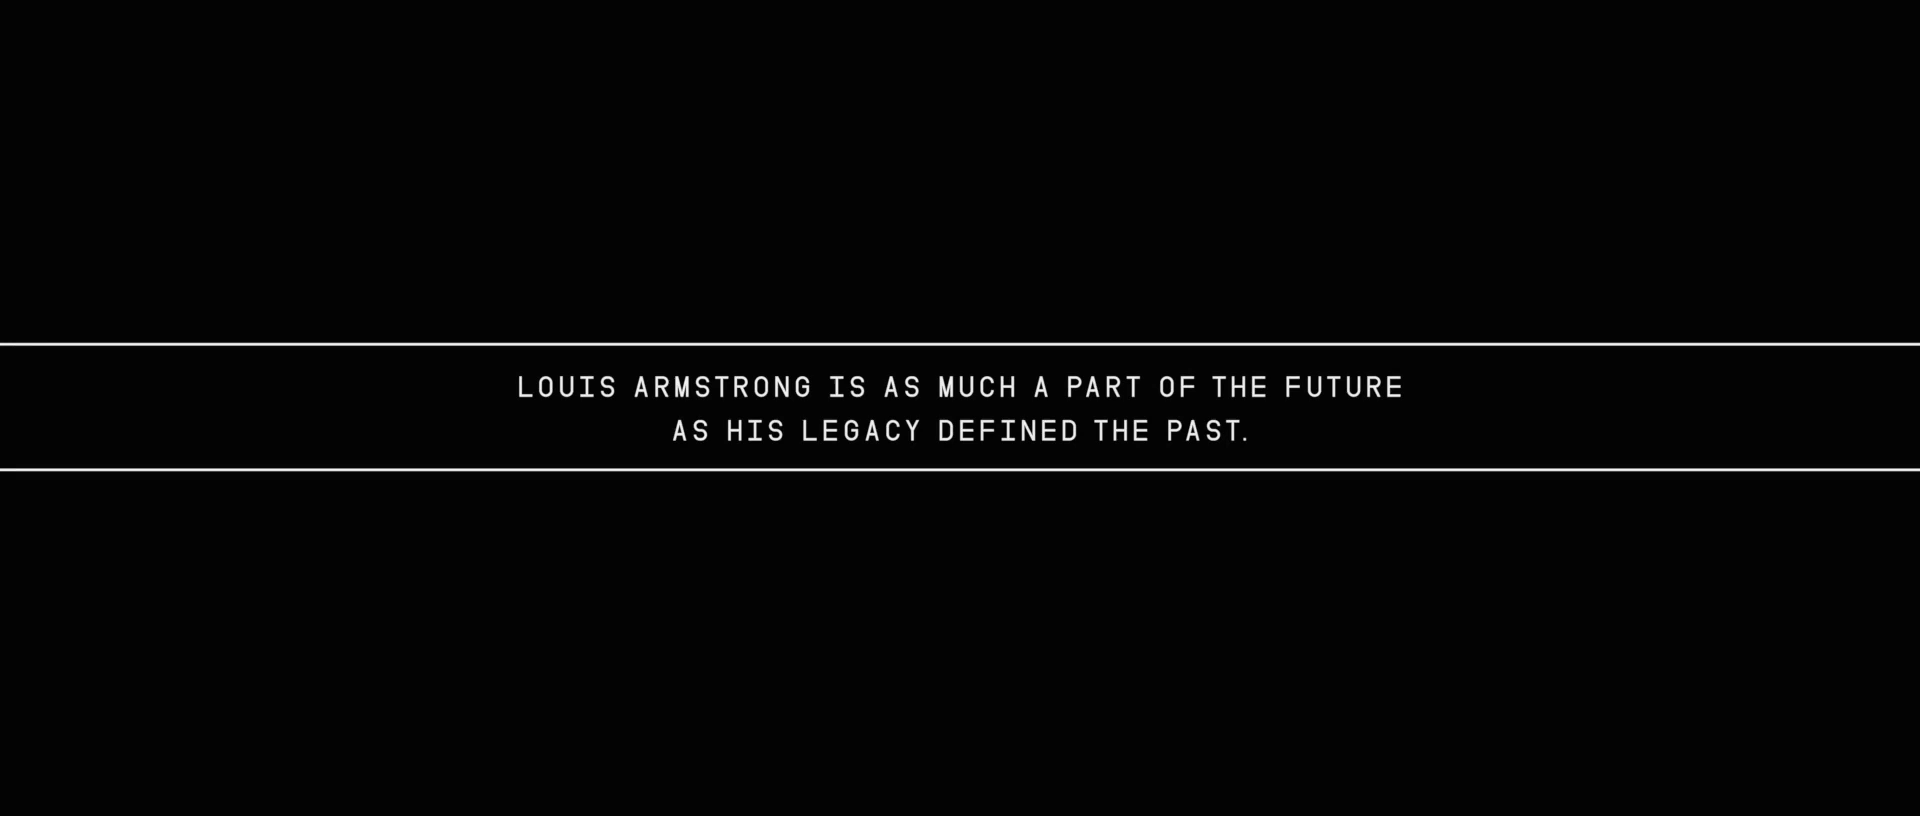 LOUIS ARMSTRONG IS AS MUCH A PART OF THE FUTURE
AS HIS LEGACY DEFINED THE PAST.